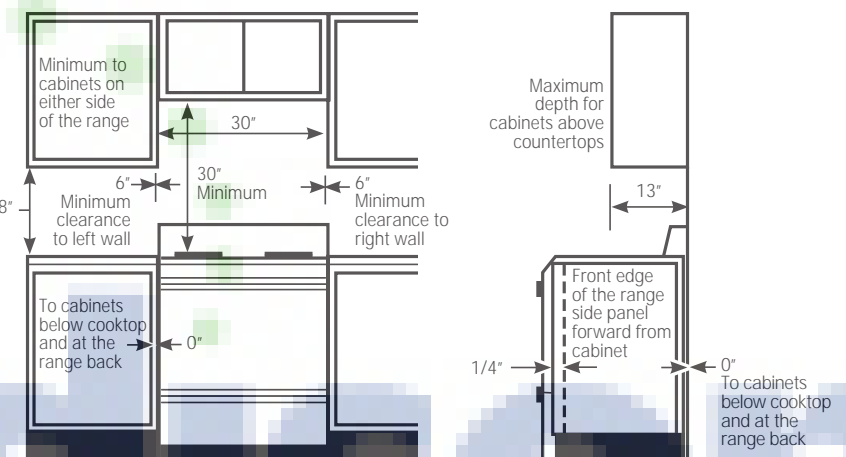 Minimum to
cabinets on
either side
of the range
30"
6"
Minimum
clearance
to left wall
30"
Minimum
6"
Minimum
clearance to
right wall
8"
To cabinets
below cooktop
and at the
range back
0"
Maximum
depth for
cabinets above
countertops
13"
Front edge
of the range
side panel
forward from
cabinet
1/4"
0"
To cabinets
below cooktop
and at the
range back